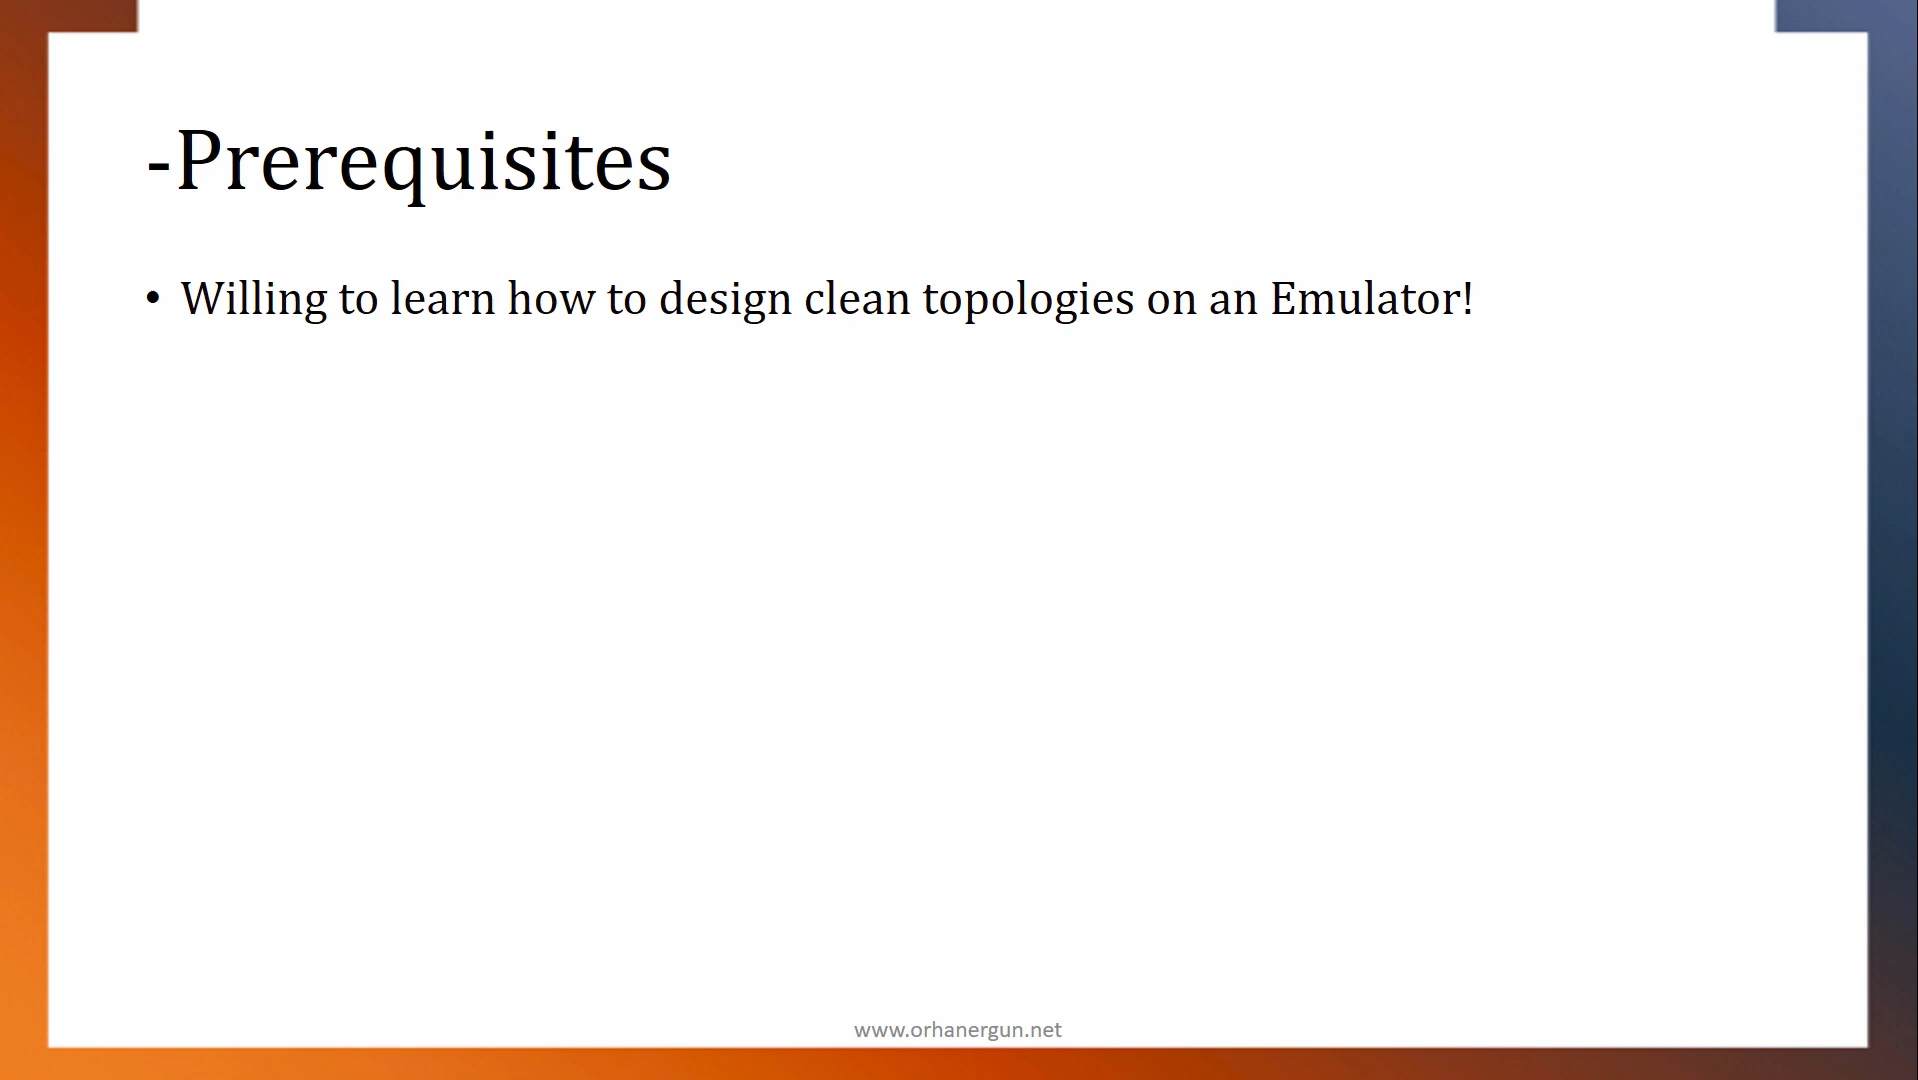 -Prerequisites
• Willing to learn how to design clean topologies on an Emulator!
www.orhanergun.net